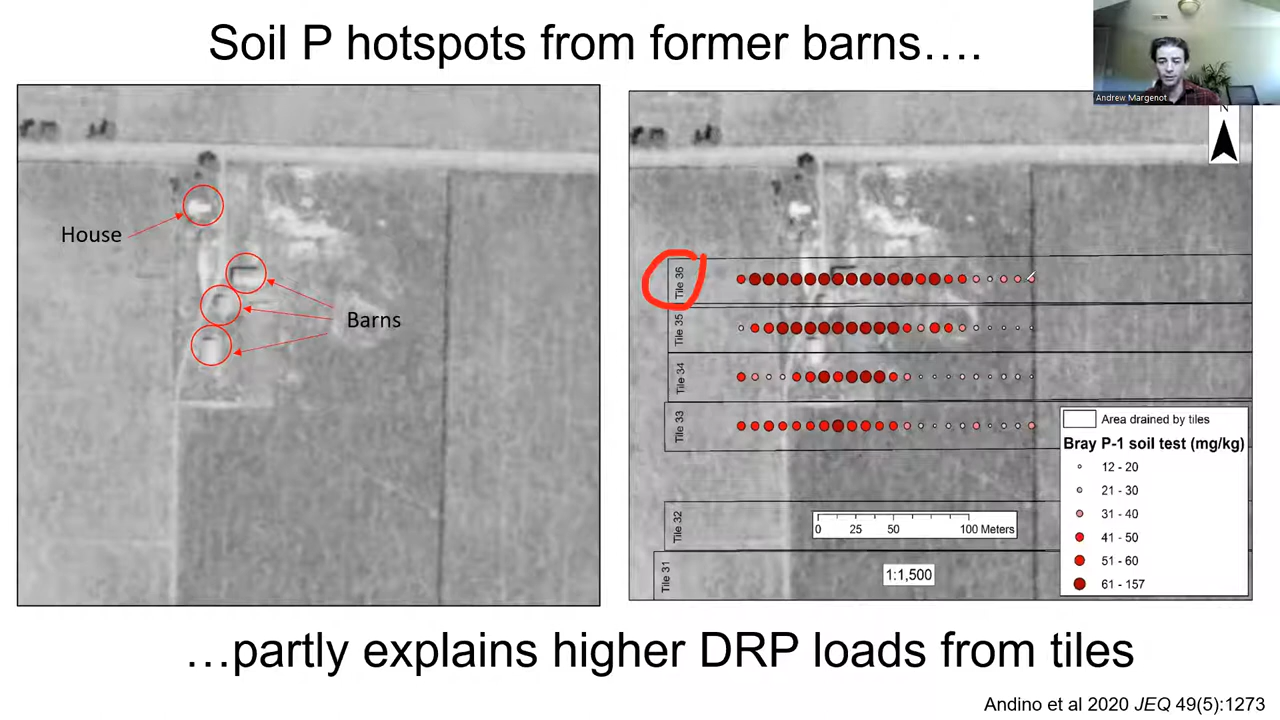 Soil P hotspots from former barns….
Andrew Margenot
House
Barns
N
Tile 36
Tile 35
Tile 34
Tile 33
Tile 32
Tile 31
Area drained by tiles
Bray P-1 soil test (mg/kg)
12 - 20
21 - 30
31 - 40
41 - 50
51 - 60
61 - 157
0 25 50 100 Meters
1:1,500
…partly explains higher DRP loads from tiles
Andino et al 2020 JEQ 49(5):1273